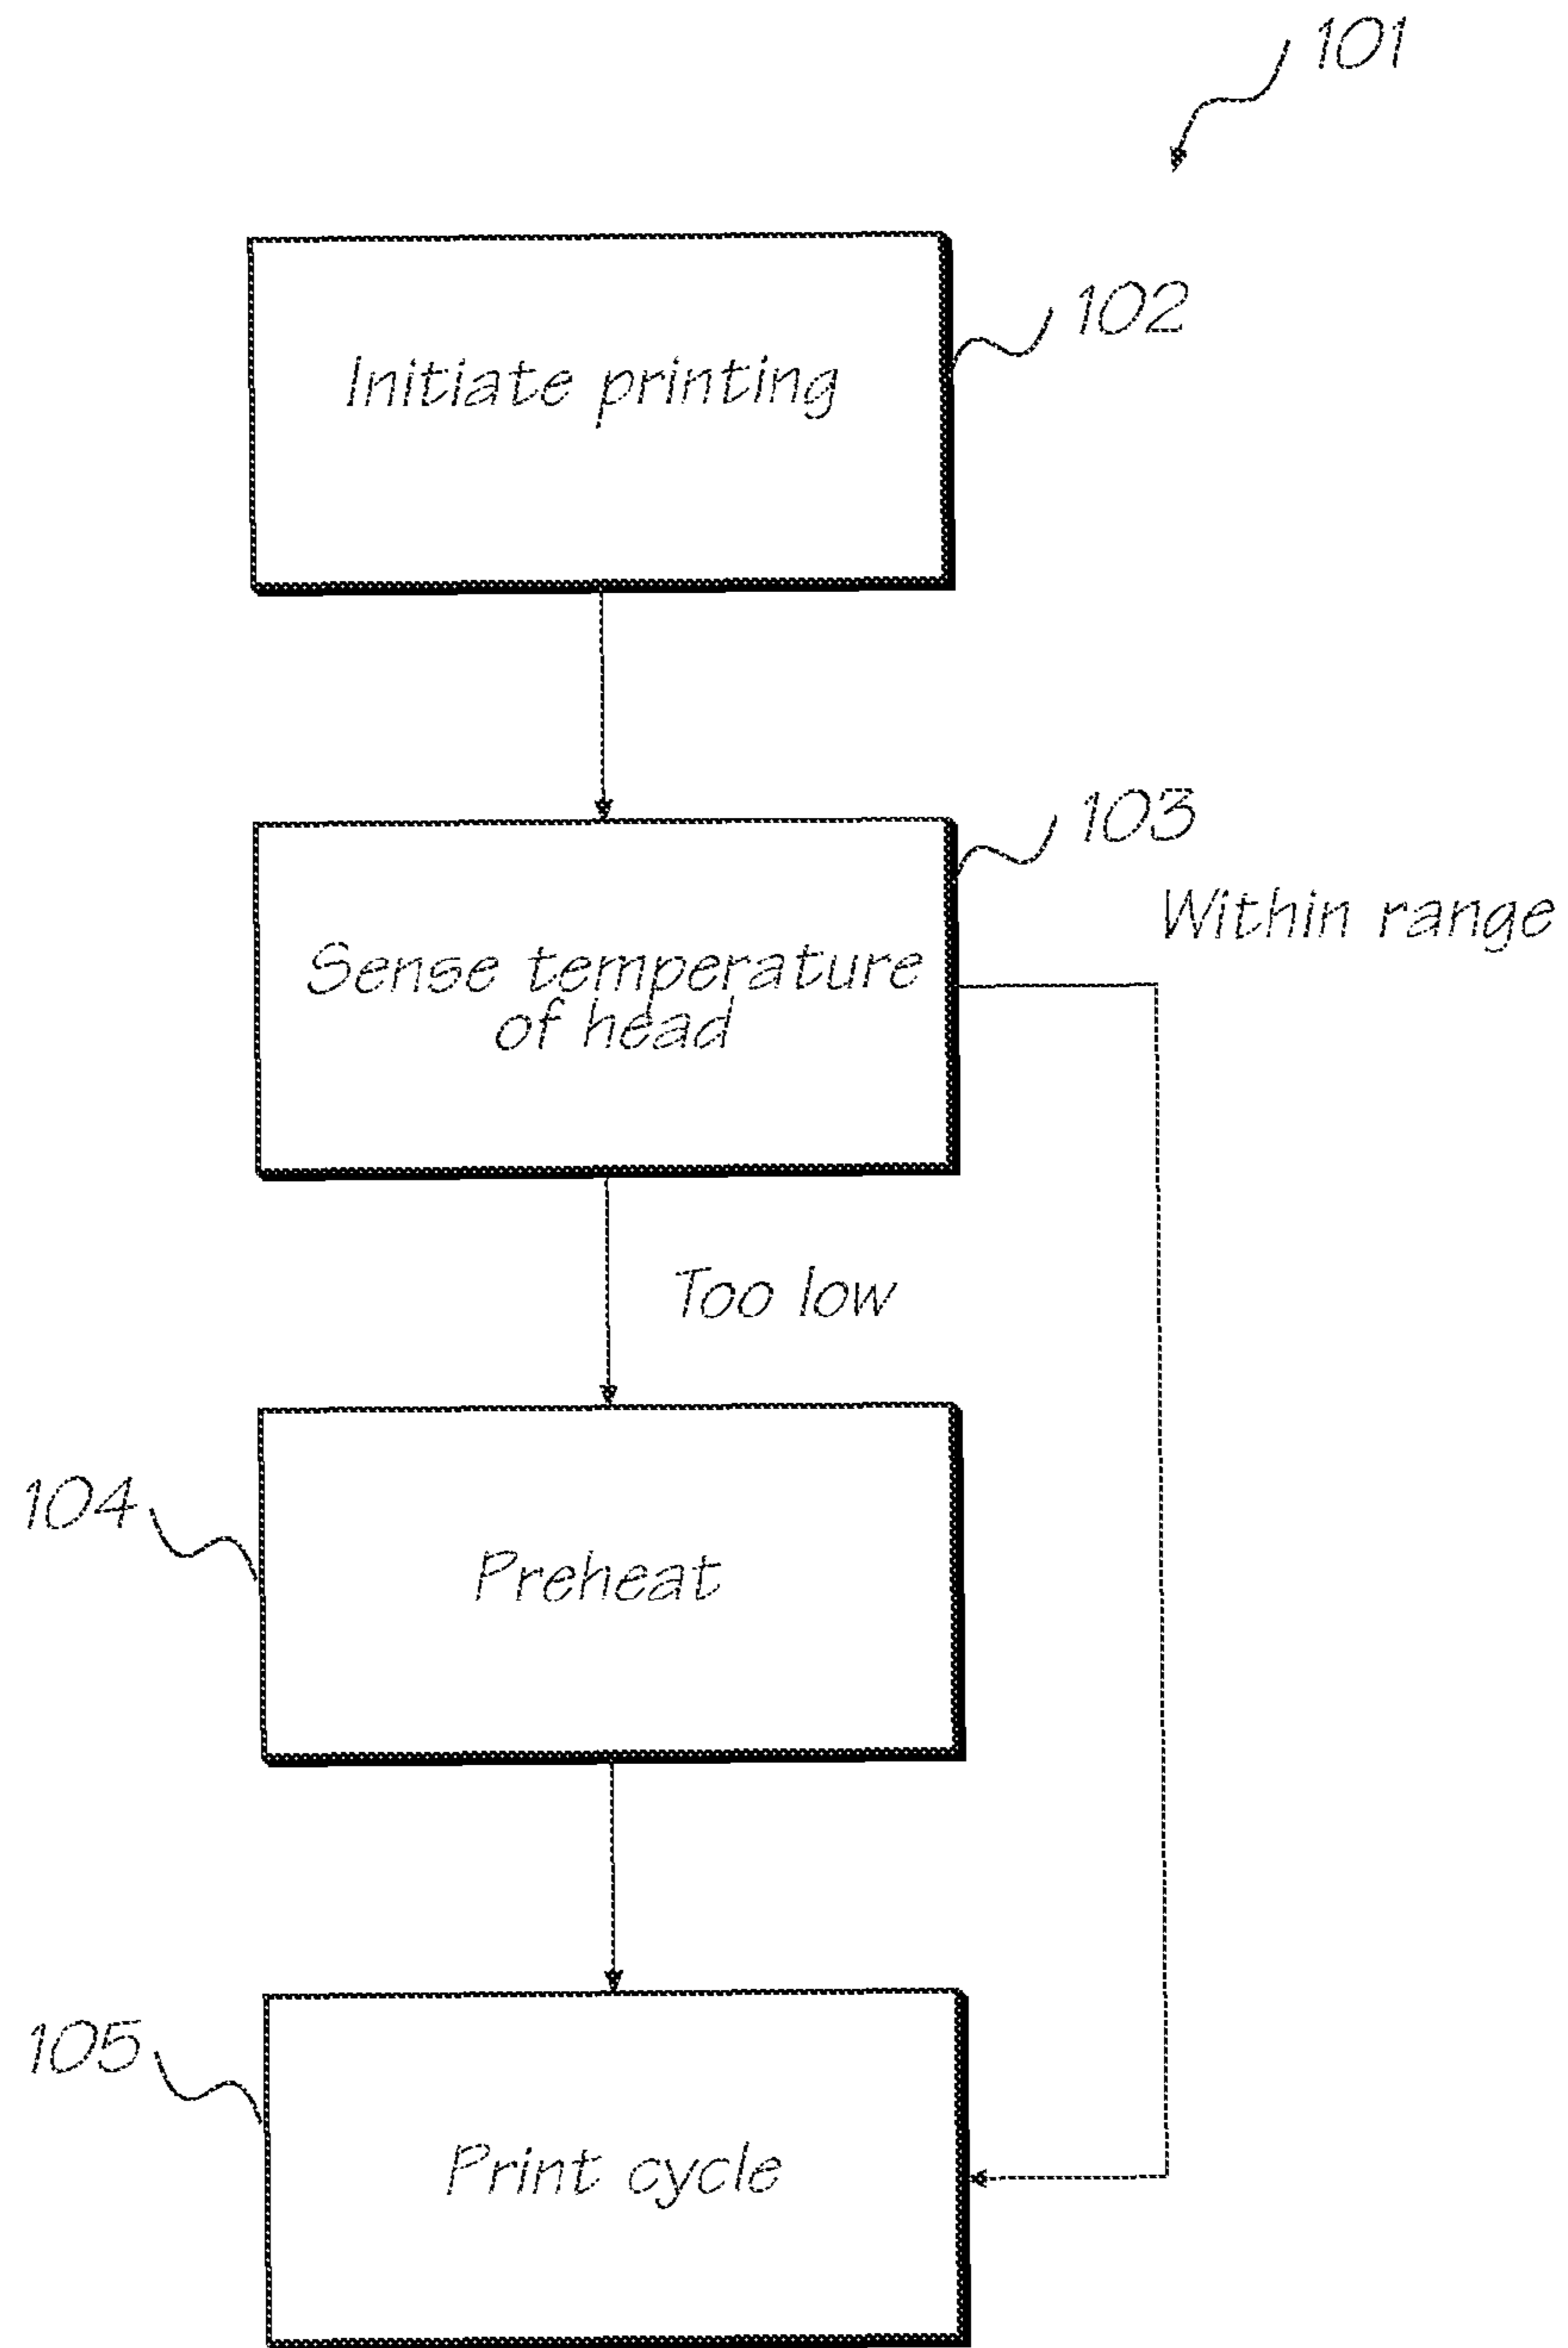 101
102
Initiate printing
103
Within range
Sense temperature
of head
Too low
104
Preheat
105
Print cycle